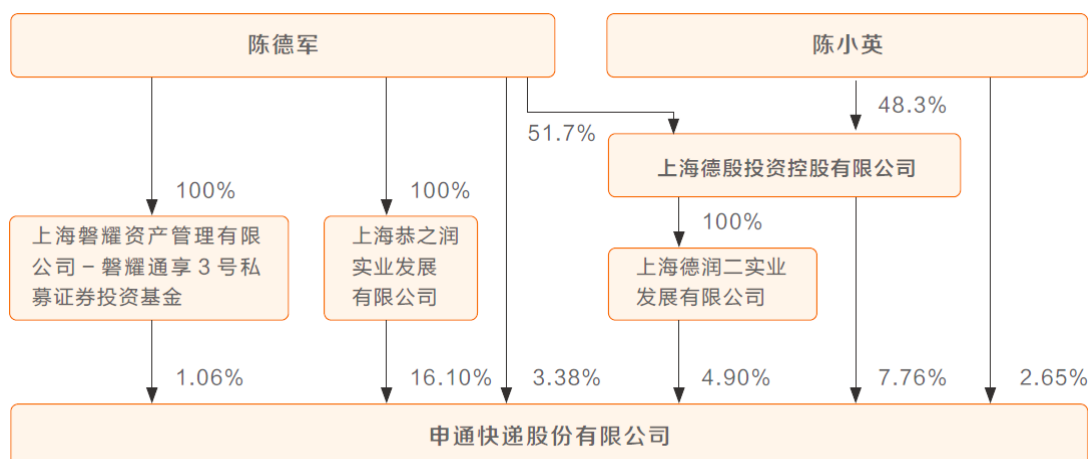 陈德军
陈小英
48.3%
51.7%
上海德殷投资控股有限公司
100%
100%
100%
上海磐耀资产管理有限
公司－磐耀通享3号私
募证券投资基金
上海恭之润
实业发展
有限公司
上海德润二实业
发展有限公司
1.06%
16.10%
3.38%
4.90%
7.76%
2.65%
申通快递股份有限公司